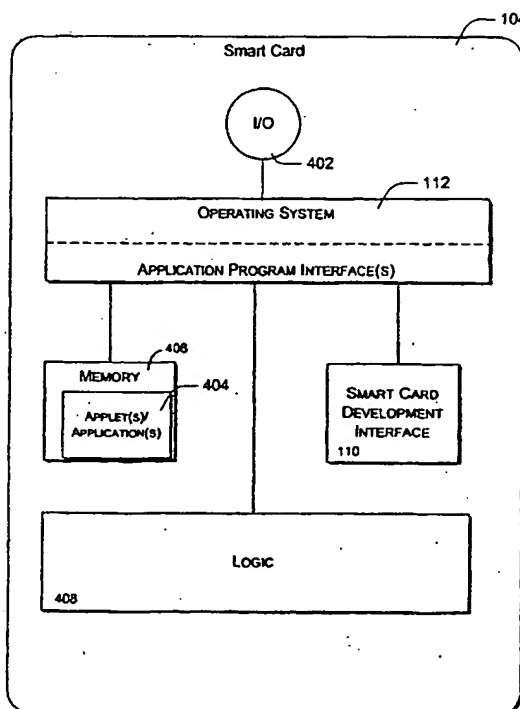 104
Smart Card
I/O
402
112
OPERATING SYSTEM
APPLICATION PROGRAM INTERFACE(S)
406
MEMORY
404
APPLET(S)/
APPLICATION(S)
SMART CARD
DEVELOPMENT
INTERFACE
110
LOGIC
408